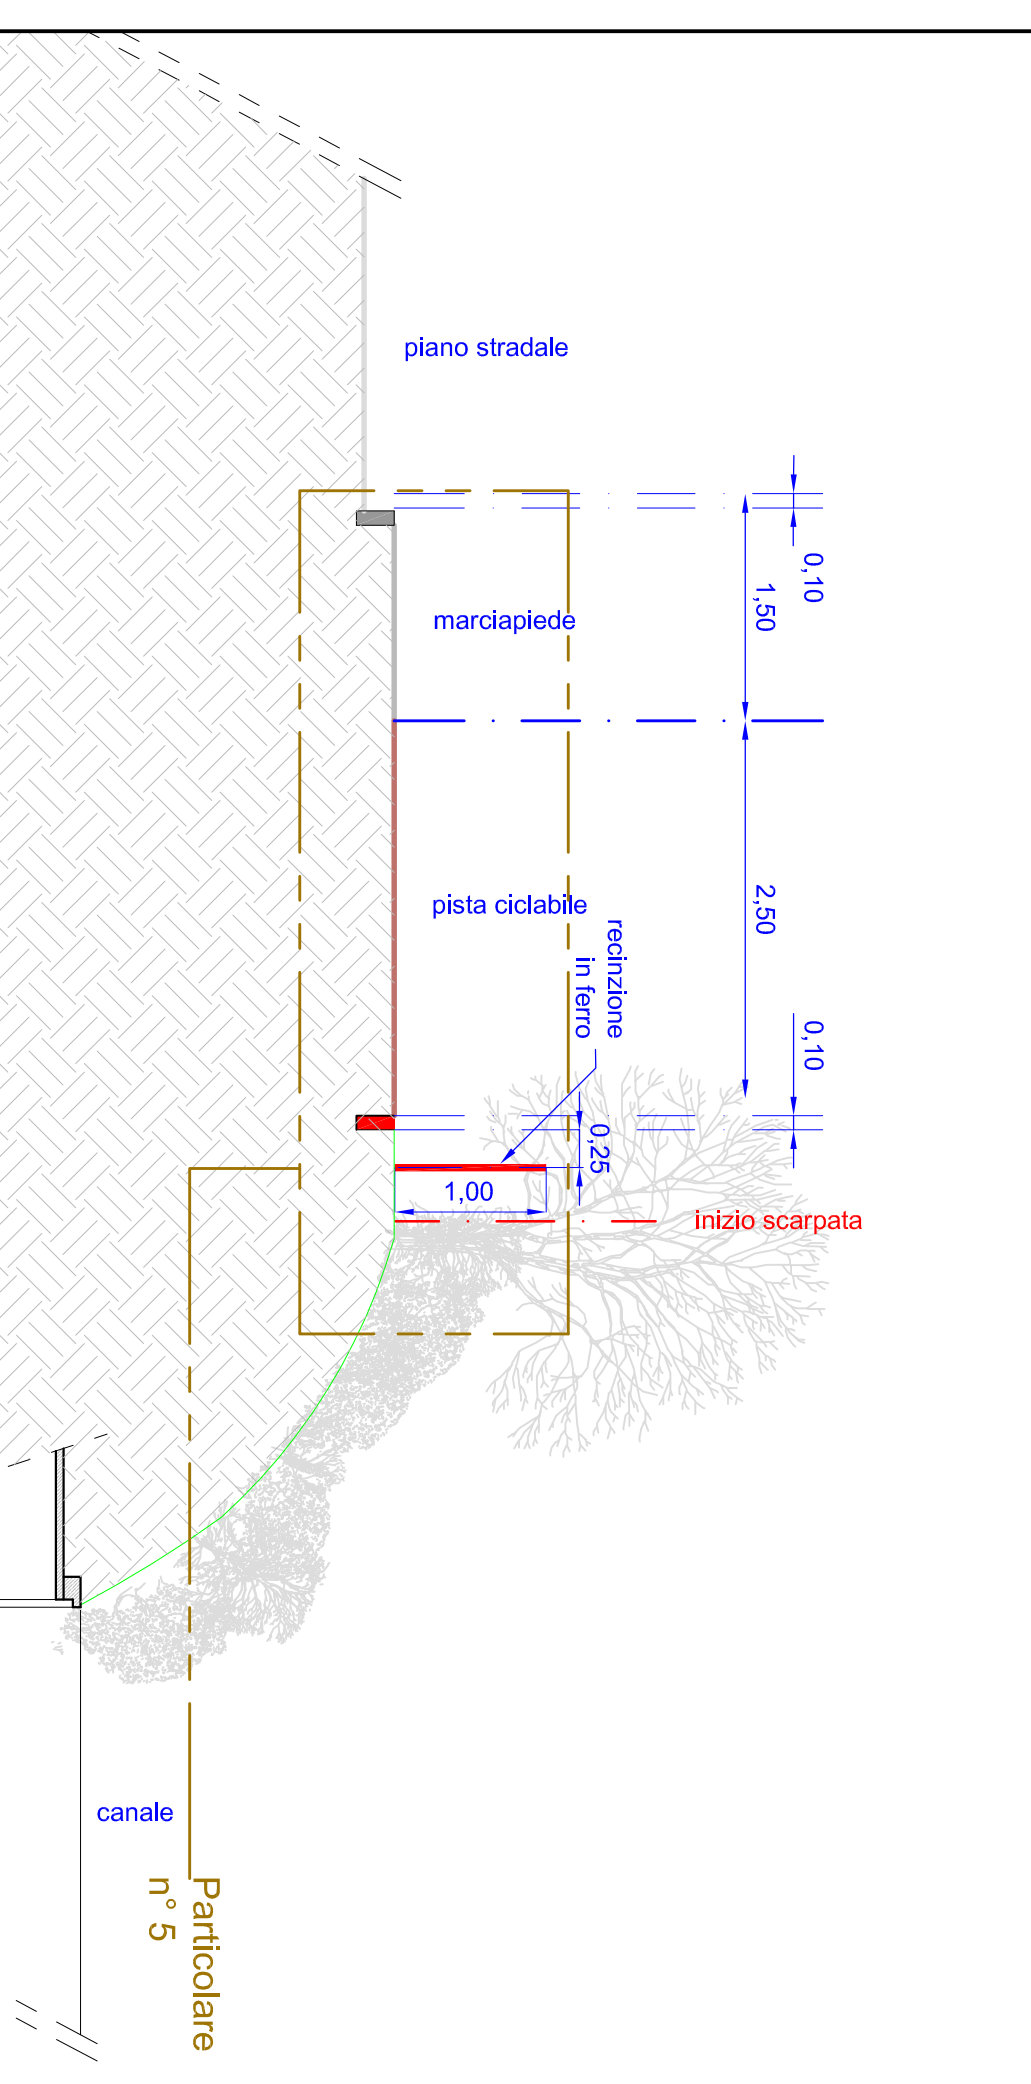 piano stradale
0,10
1,50
marciapiede
2,50
pista ciclabile
recinzione
in ferro
0,10
0,25
1,00
inizio scarpata
canale
Particolare
n° 5